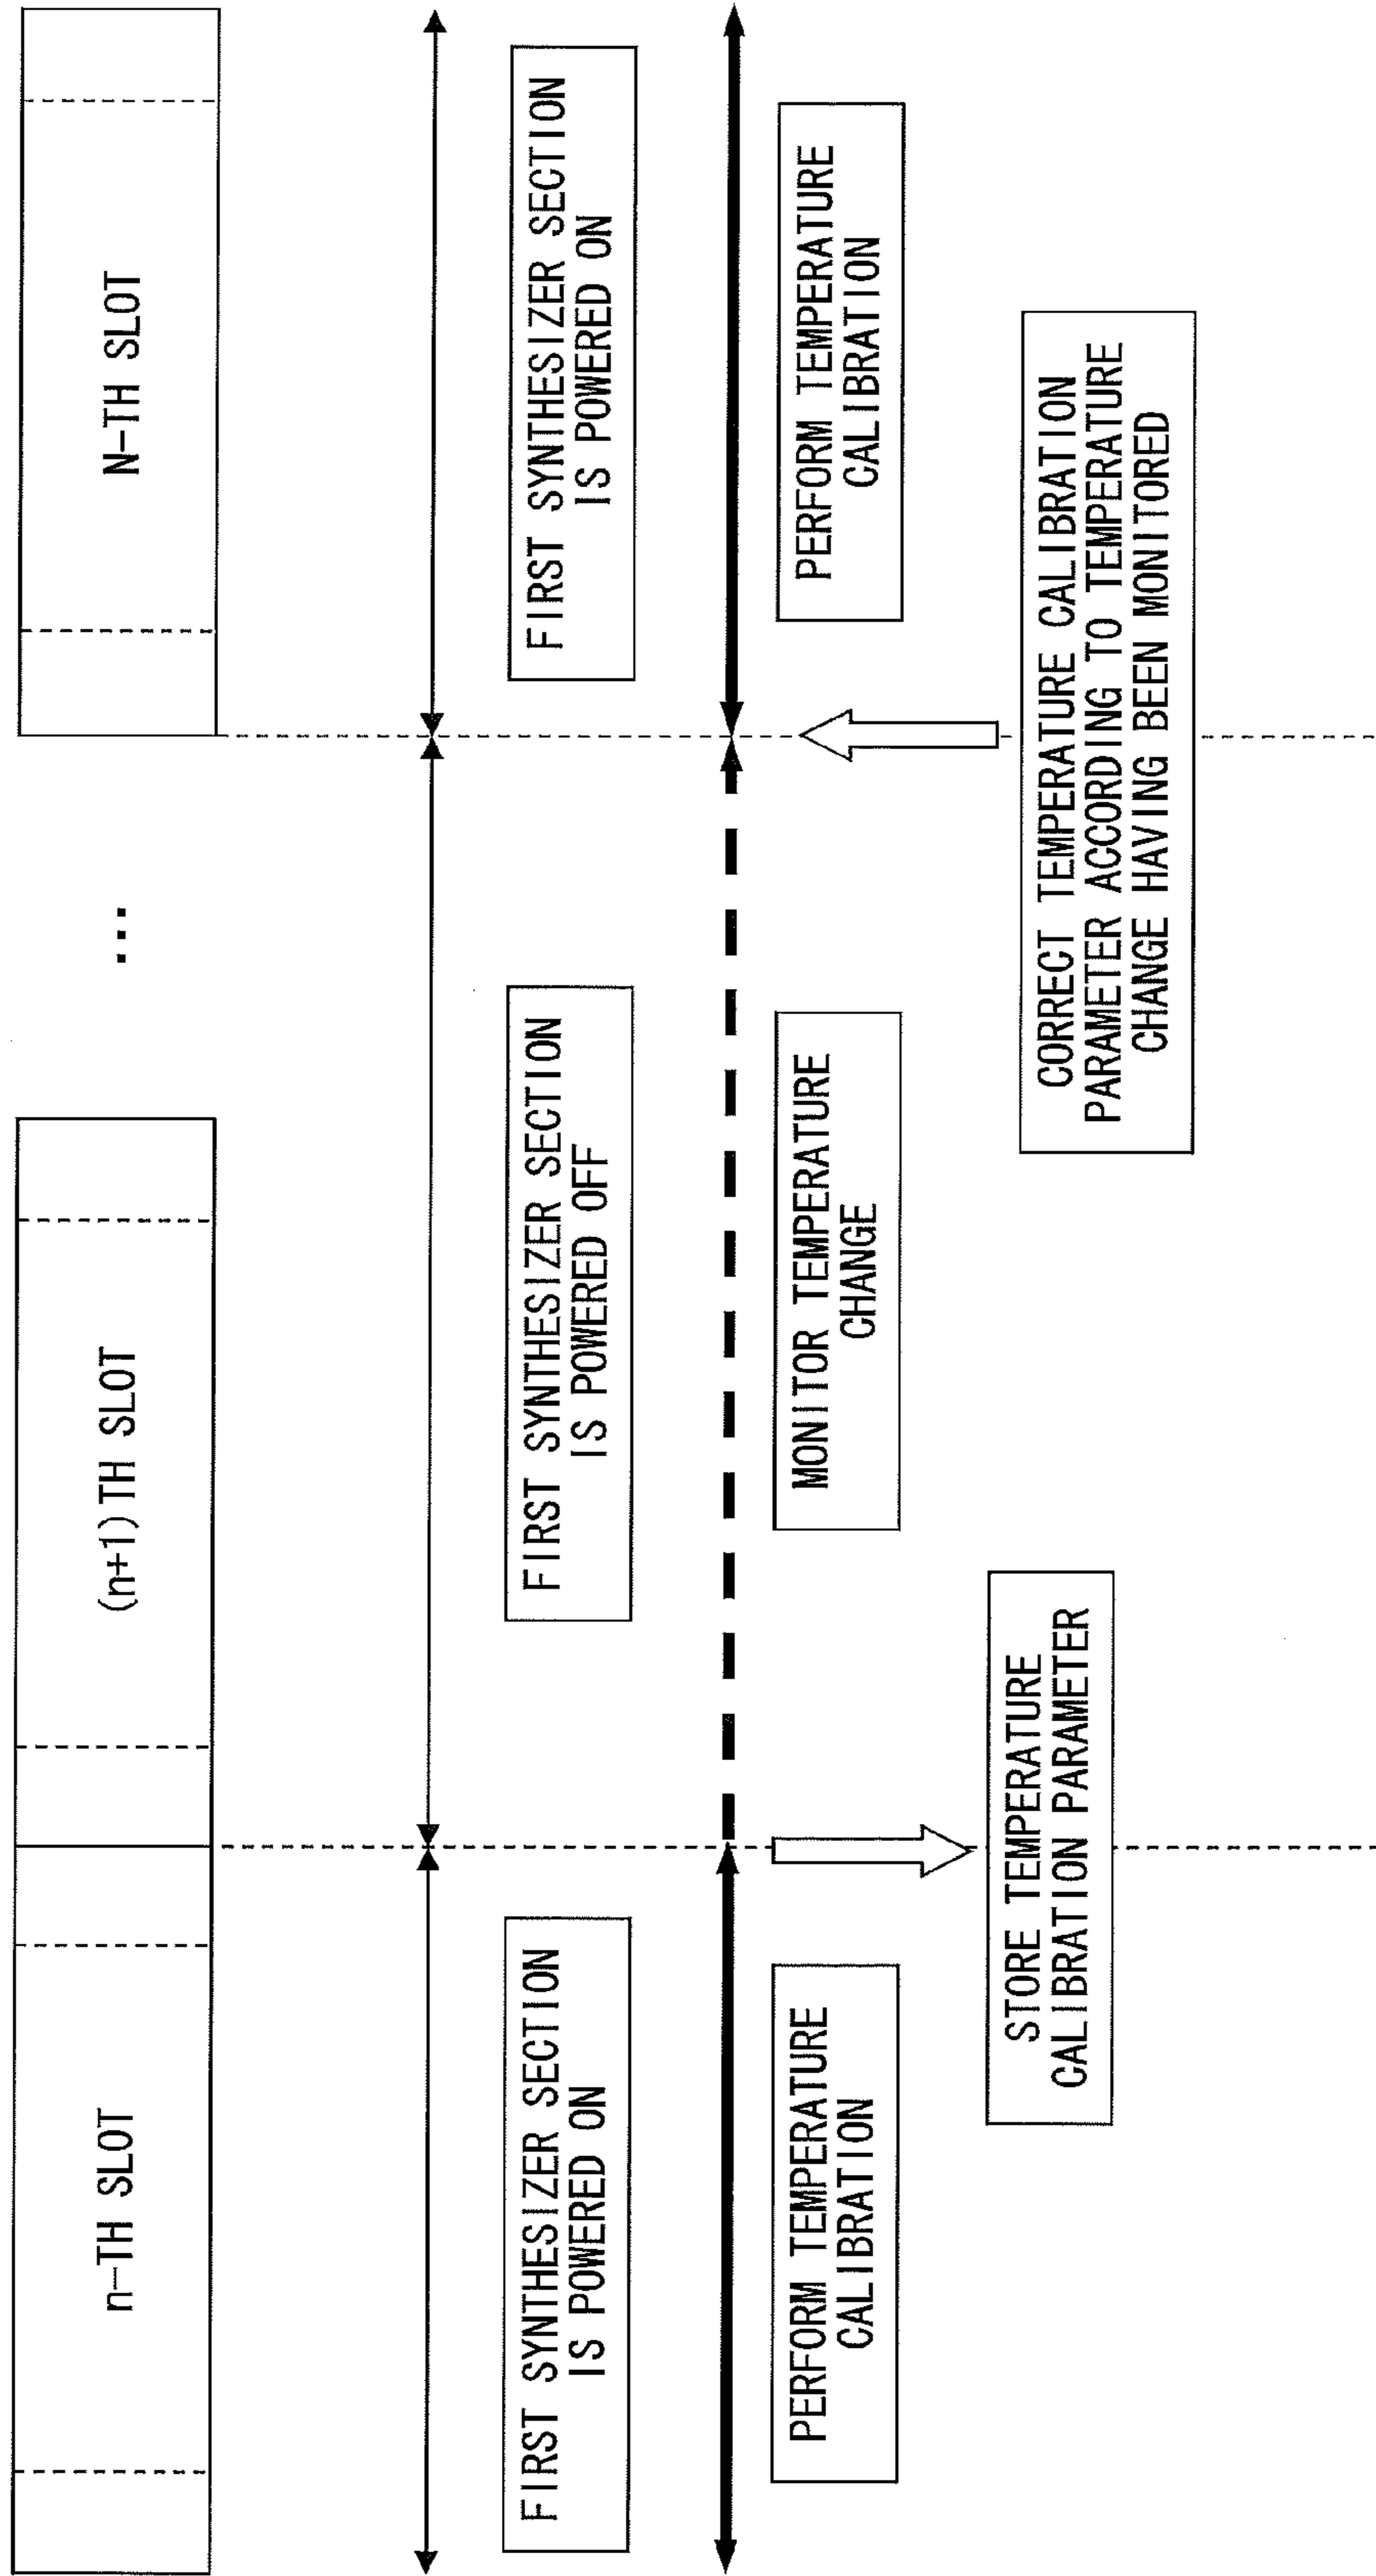 n-TH SLOT
(n+1)TH SLOT
...
N-TH SLOT
FIRST SYNTHESIZER SECTION
IS POWERED ON
FIRST SYNTHESIZER SECTION
IS POWERED OFF
FIRST SYNTHESIZER SECTION
IS POWERED ON
PERFORM TEMPERATURE
CALIBRATION
MONITOR TEMPERATURE
CHANGE
PERFORM TEMPERATURE
CALIBRATION
STORE TEMPERATURE
CALIBRATION PARAMETER
CORRECT TEMPERATURE CALIBRATION
PARAMETER ACCORDING TO TEMPERATURE
CHANGE HAVING BEEN MONITORED